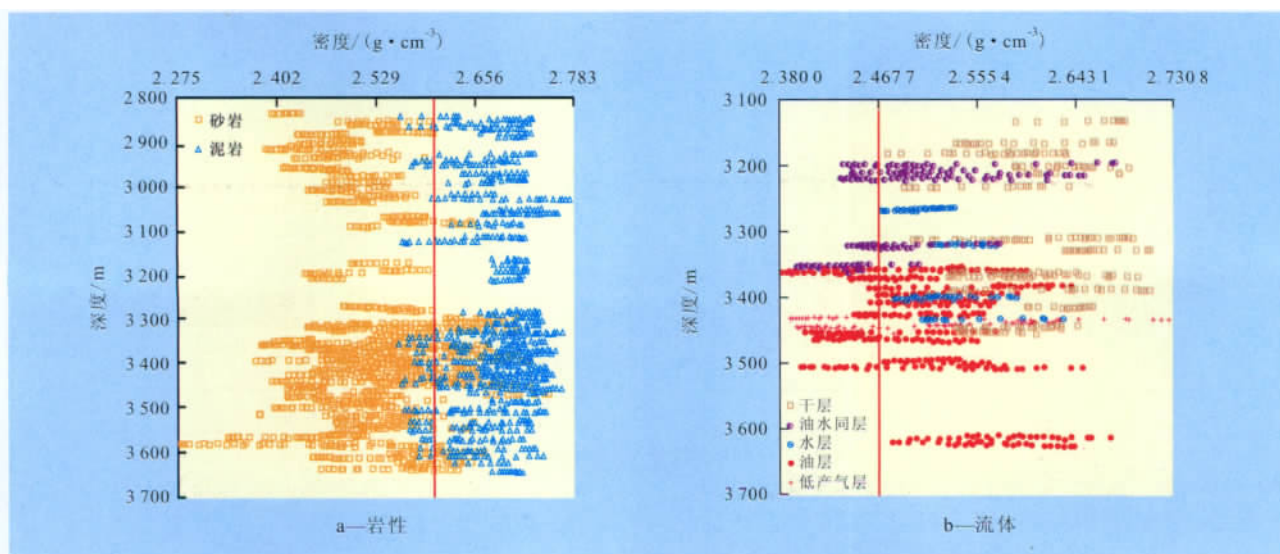 密度/(g·cm⁻³)
2.275 2.402 2.529 2.656 2.783
2 800
2 900
3 000
3 100
3 200
3 300
3 400
3 500
3 600
3 700
深度/m
砂岩
泥岩
a—岩性
密度/(g·cm⁻³)
2.380 0 2.467 7 2.555 4 2.643 1 2.730 8
3 100
3 200
3 300
3 400
3 500
3 600
3 700
深度/m
干层
油水同层
水层
油层
低产气层
b—流体